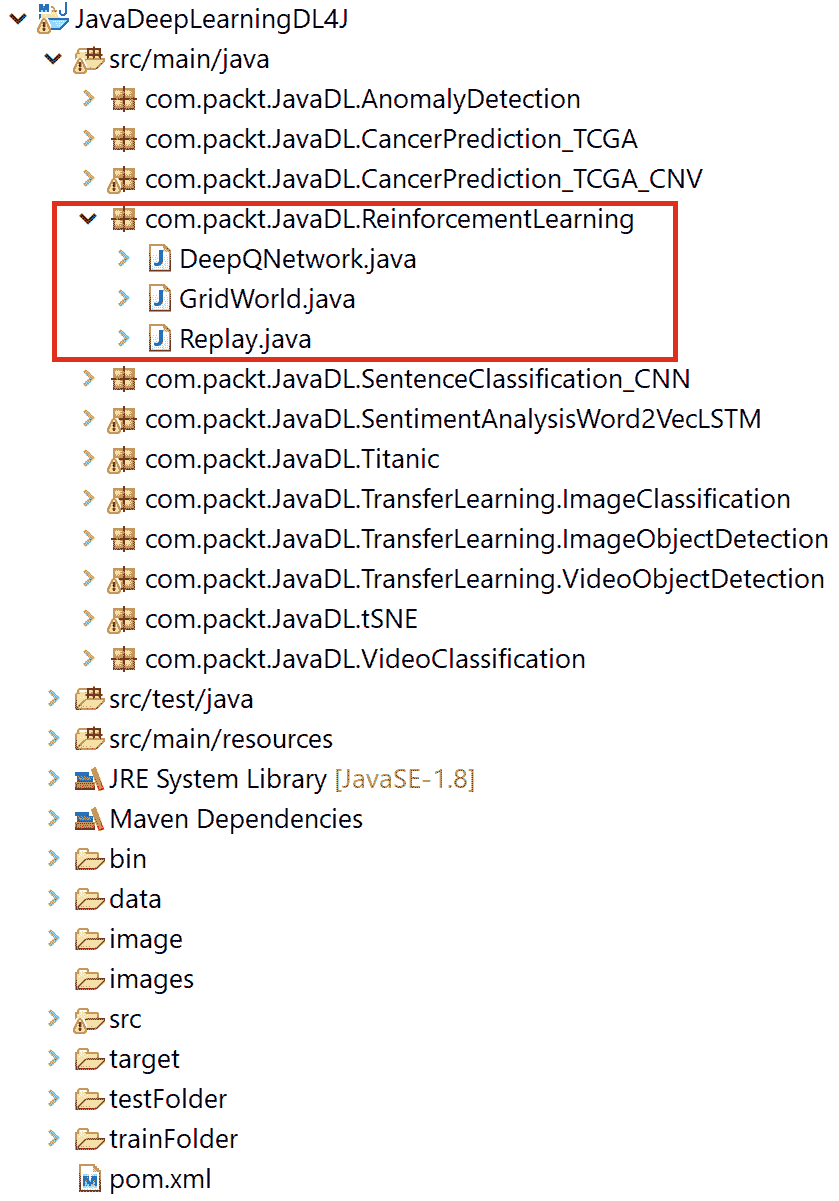 JavaDeepLearningDL4J
src/main/java
com.packt.JavaDL.AnomalyDetection
com.packt.JavaDL.CancerPrediction_TCGA
com.packt.JavaDL.CancerPrediction_TCGA_CNV
com.packt.JavaDL.ReinforcementLearning
DeepQNetwork.java
GridWorld.java
Replay.java
com.packt.JavaDL.SentenceClassification_CNN
com.packt.JavaDL.SentimentAnalysisWord2VecLSTM
com.packt.JavaDL.Titanic
com.packt.JavaDL.TransferLearning.ImageClassification
com.packt.JavaDL.TransferLearning.ImageObjectDetection
com.packt.JavaDL.TransferLearning.VideoObjectDetection
com.packt.JavaDL.tSNE
com.packt.JavaDL.VideoClassification
src/test/java
src/main/resources
JRE System Library [JavaSE-1.8]
Maven Dependencies
bin
data
image
images
src
target
testFolder
trainFolder
pom.xml